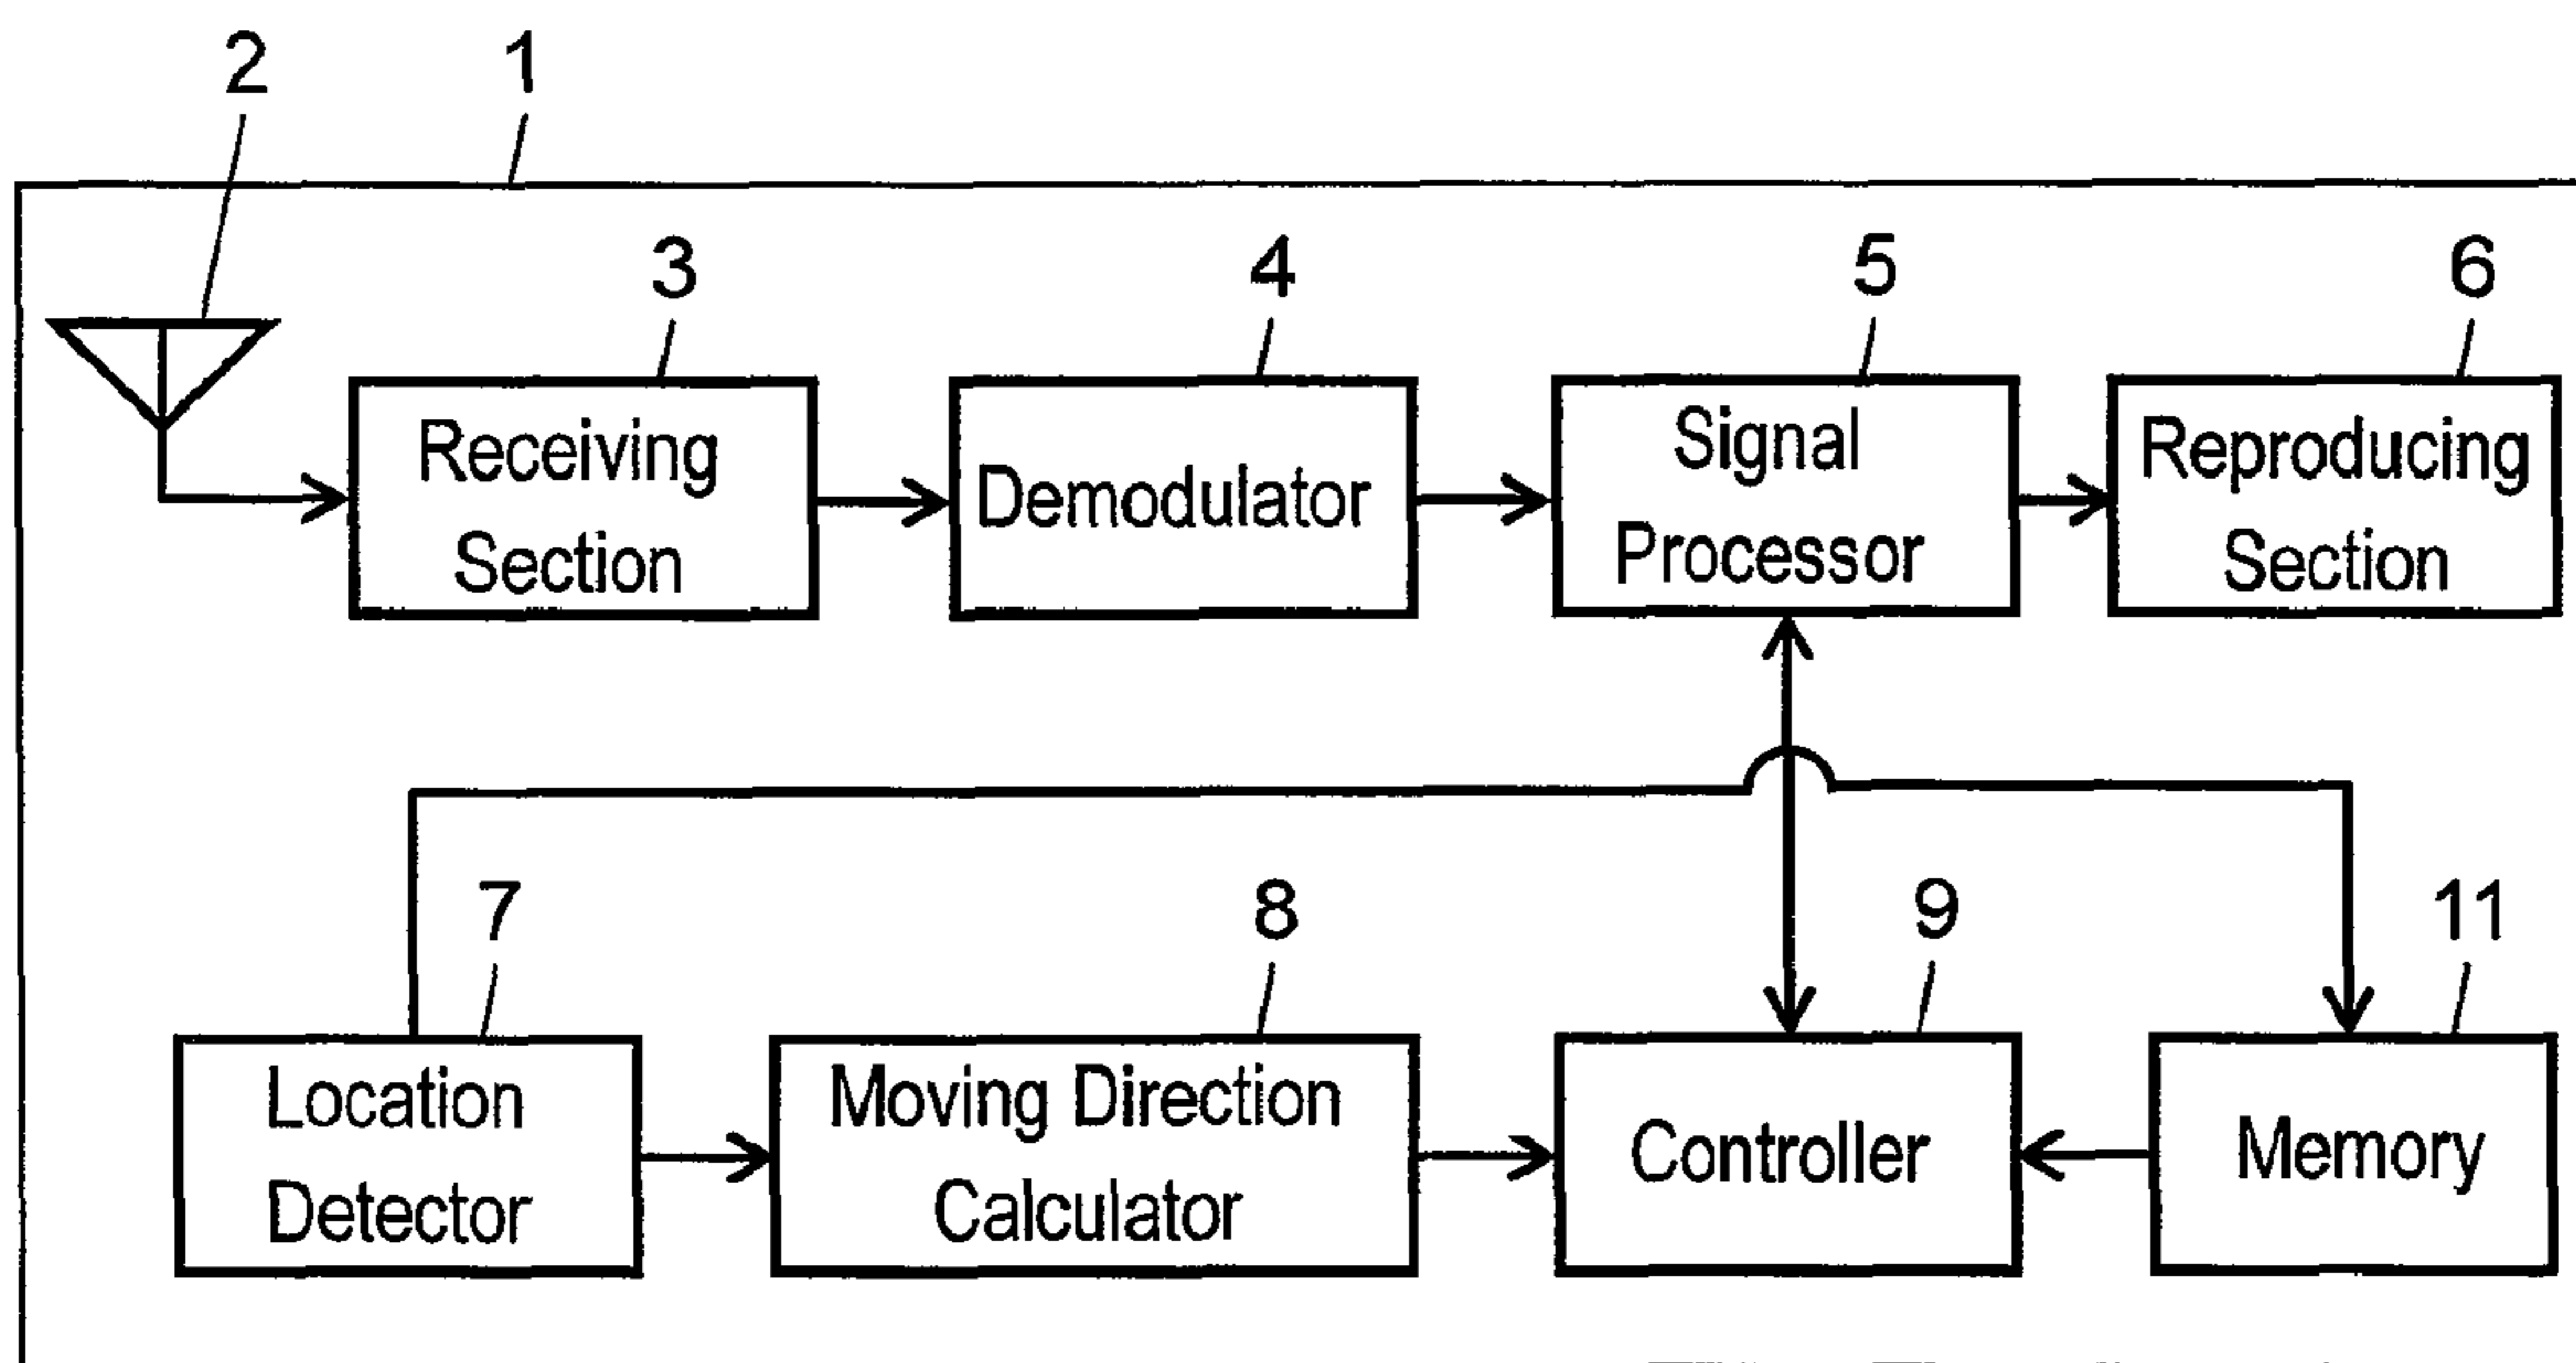 2
1
3
4
5
6
Receiving
Section
Demodulator
Signal
Processor
Reproducing
Section
7
8
9
11
Location
Detector
Moving Direction
Calculator
Controller
Memory